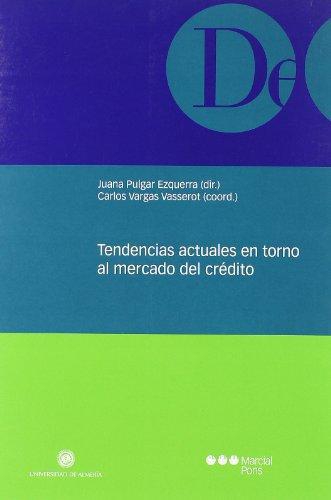 De
Juana Pulgar Ezquerra (dir.)
Carlos Vargas Vasserot (coord.)
Tendencias actuales en torno
al mercado del crédito
UNIVERSIDAD DE ALMERÍA
Marcial
Pons